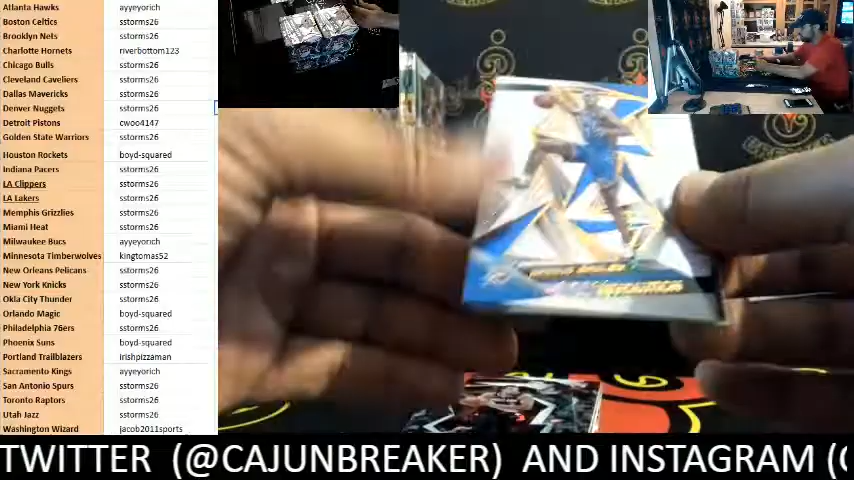 Atlanta Hawks ayyeyorich
Boston Celtics sstorms26
Brooklyn Nets sstorms26
Charlotte Hornets riverbottom123
Chicago Bulls sstorms26
Cleveland Cavaliers sstorms26
Dallas Mavericks sstorms26
Denver Nuggets sstorms26
Detroit Pistons cwoo4147
Golden State Warriors sstorms26
Houston Rockets boyd-squared
Indiana Pacers sstorms26
LA Clippers sstorms26
LA Lakers sstorms26
Memphis Grizzlies sstorms26
Miami Heat sstorms26
Milwaukee Bucs ayyeyorich
Minnesota Timberwolves kingtomas52
New Orleans Pelicans sstorms26
New York Knicks sstorms26
Okla City Thunder sstorms26
Orlando Magic boyd-squared
Philadelphia 76ers sstorms26
Phoenix Suns boyd-squared
Portland Trailblazers irishpizzaman
Sacramento Kings ayyeyorich
San Antonio Spurs sstorms26
Toronto Raptors sstorms26
Utah Jazz sstorms26
Washington Wizard jacob2011sports
TWITTER (@CAJUNBREAKER) AND INSTAGRAM (